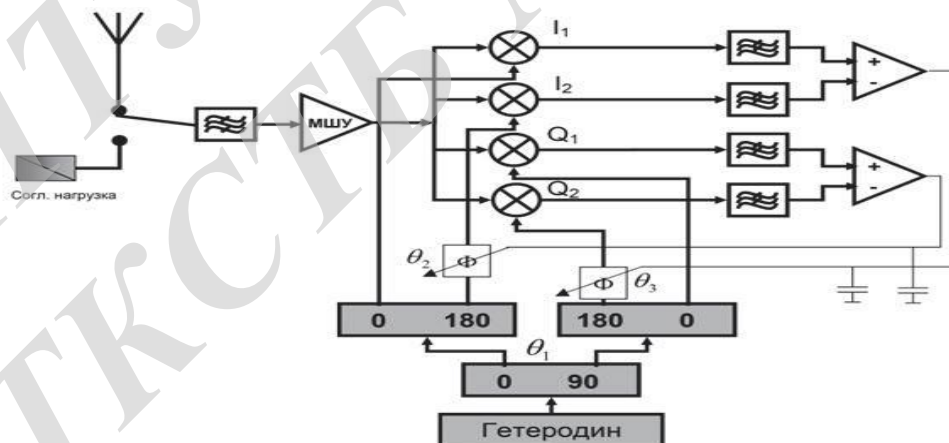 I₁
I₂
Q₁
Q₂
МШУ
+
-
+
-
Согл. нагрузка
θ₂
Ф
Ф
θ₃
0 180
180 0
θ₁
0 90
Гетеродин